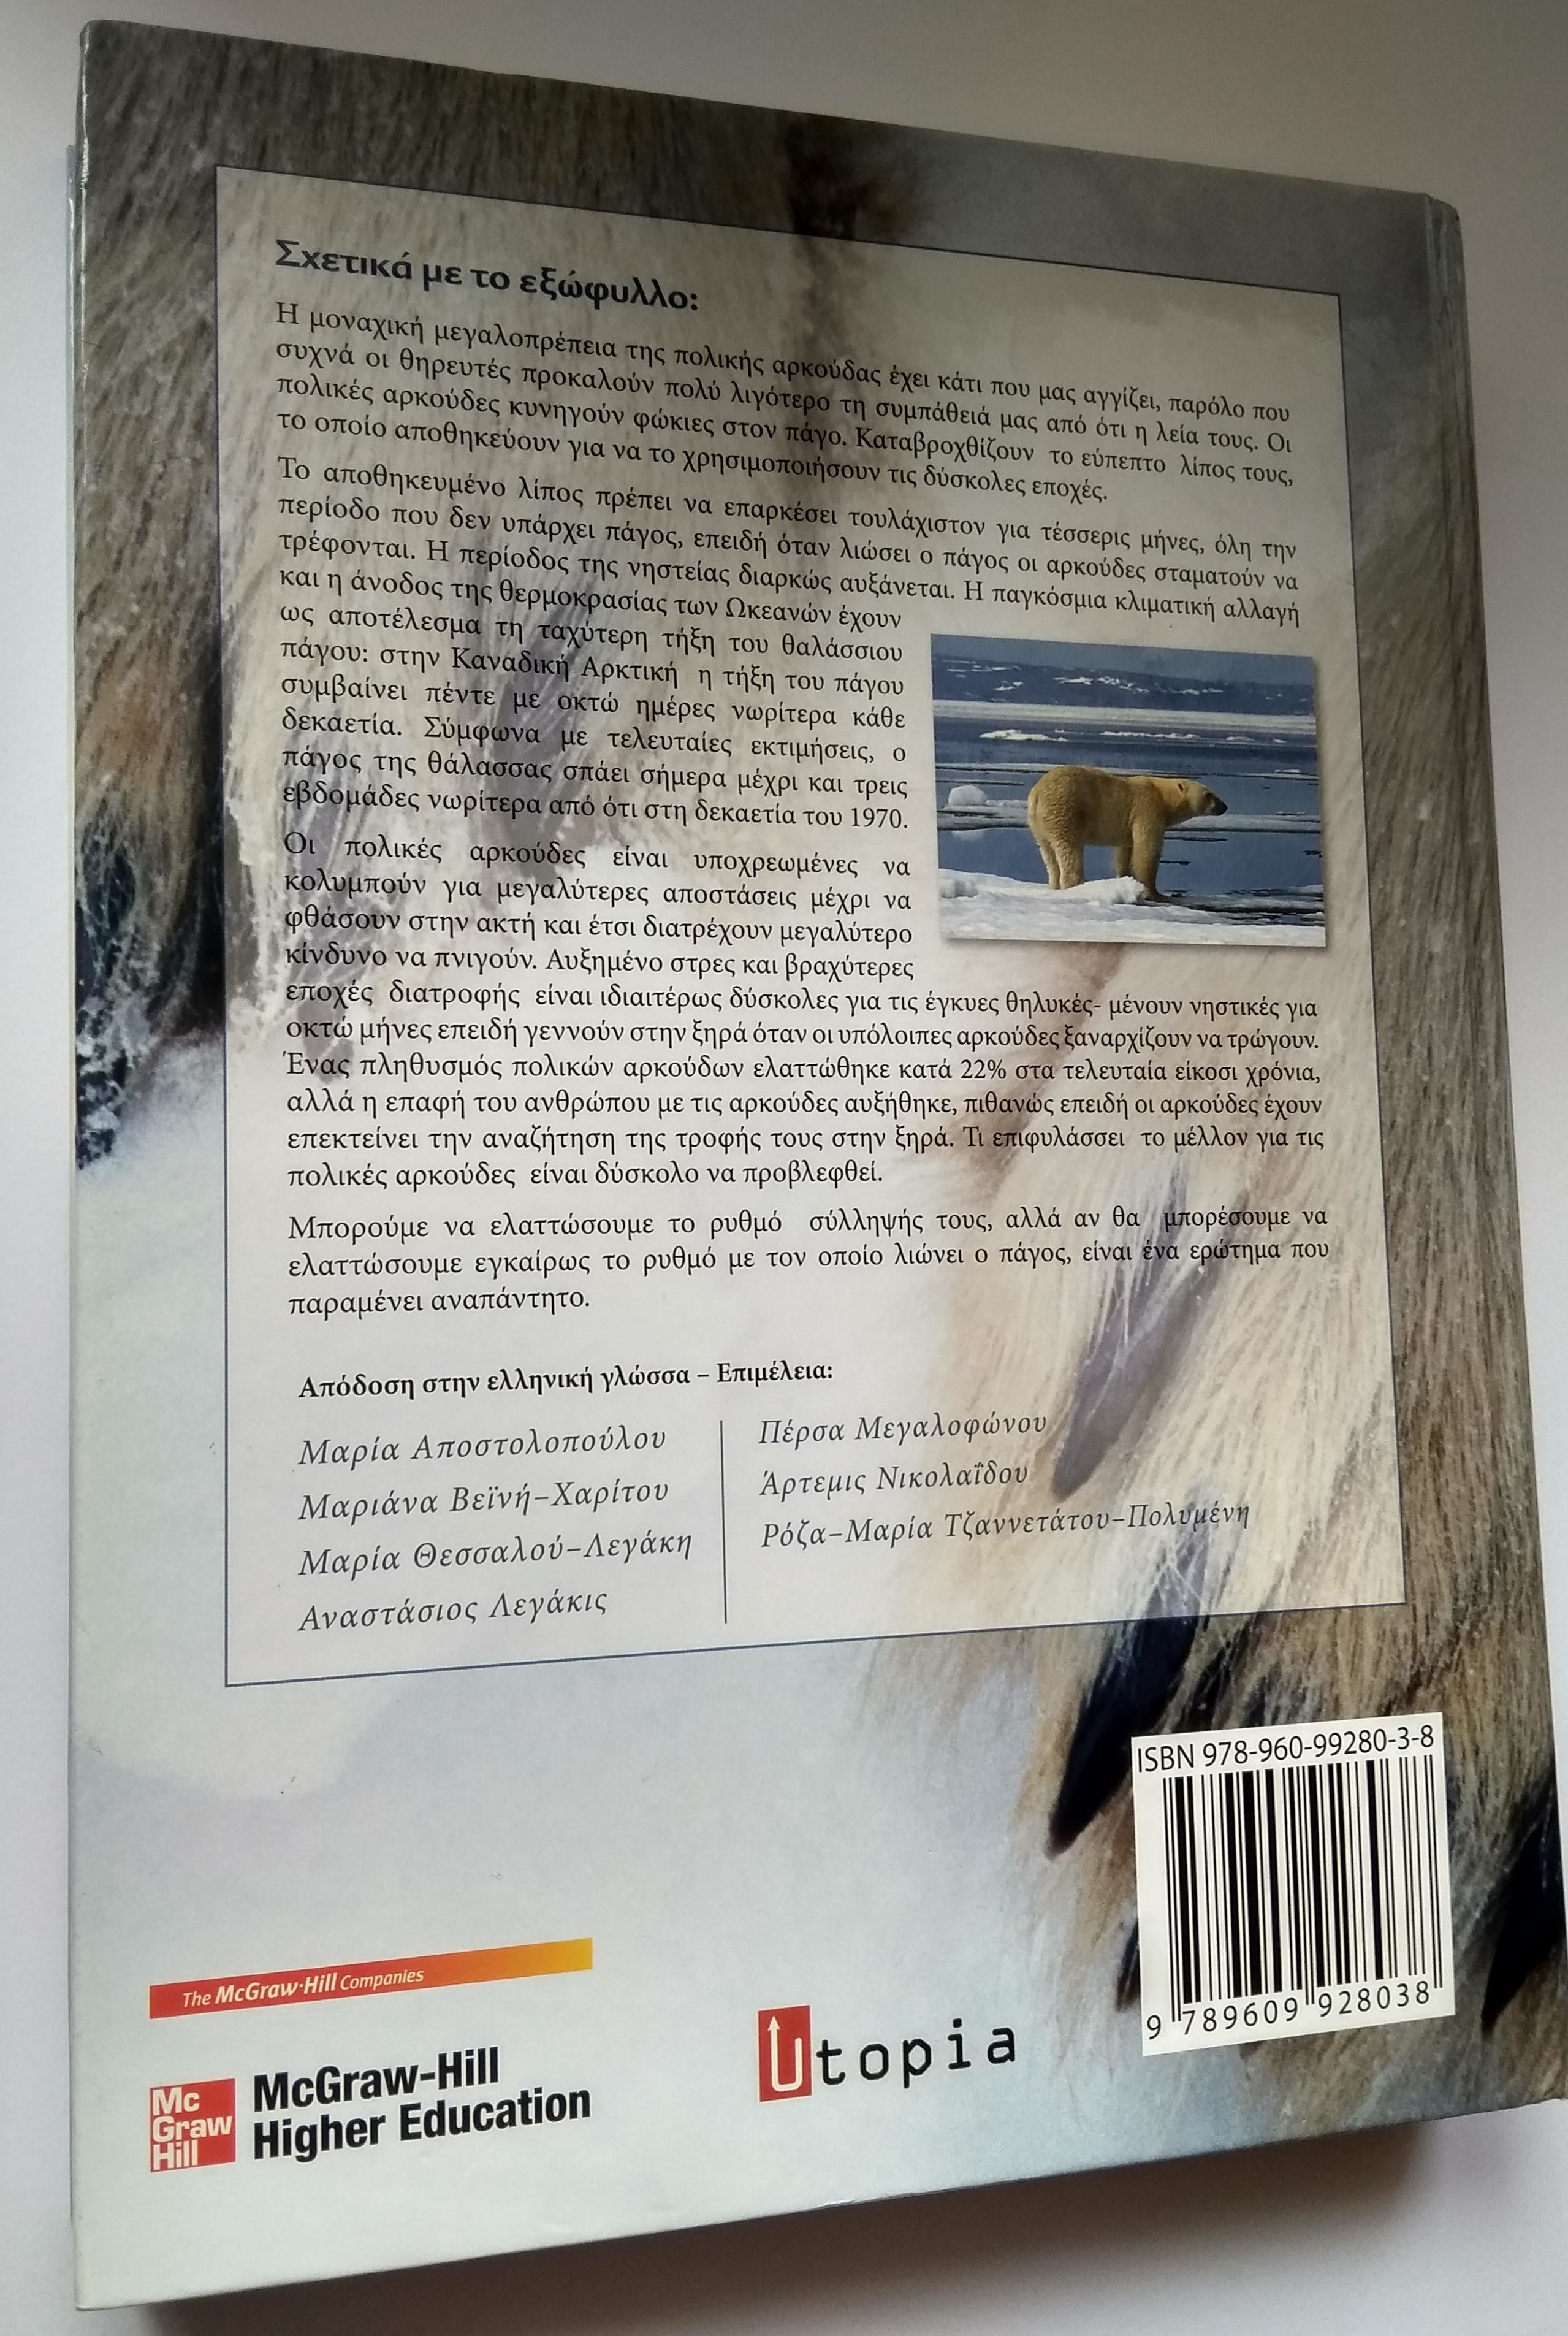 Σχετικά με το εξώφυλλο:
Η μοναχική μεγαλοπρέπεια της πολικής αρκούδας έχει κάτι που μας αγγίζει, παρόλο που
συχνά οι θηρευτές προκαλούν πολύ λιγότερο τη συμπάθειά μας από ότι η λεία τους. Οι
πολικές αρκούδες κυνηγούν φώκιες στον πάγο. Καταβροχθίζουν το εύπεπτο λίπος τους,
το οποίο αποθηκεύουν για να το χρησιμοποιήσουν τις δύσκολες εποχές.
Το αποθηκευμένο λίπος πρέπει να επαρκέσει τουλάχιστον για τέσσερις μήνες, όλη την
περίοδο που δεν υπάρχει πάγος, επειδή όταν λιώσει ο πάγος οι αρκούδες σταματούν να
τρέφονται. Η περίοδος της νηστείας διαρκώς αυξάνεται. Η παγκόσμια κλιματική αλλαγή
και η άνοδος της θερμοκρασίας των Ωκεανών έχουν
ως αποτέλεσμα τη ταχύτερη τήξη του θαλάσσιου
πάγου: στην Καναδική Αρκτική η τήξη του πάγου
συμβαίνει πέντε με οκτώ ημέρες νωρίτερα κάθε
δεκαετία. Σύμφωνα με τελευταίες εκτιμήσεις, ο
πάγος της θάλασσας σπάει σήμερα μέχρι και τρεις
εβδομάδες νωρίτερα από ότι στη δεκαετία του 1970.
Οι πολικές αρκούδες είναι υποχρεωμένες να
κολυμπούν για μεγαλύτερες αποστάσεις μέχρι να
φθάσουν στην ακτή και έτσι διατρέχουν μεγαλύτερο
κίνδυνο να πνιγούν. Αυξημένο στρες και βραχύτερες
εποχές διατροφής είναι ιδιαιτέρως δύσκολες για τις έγκυες θηλυκές- μένουν νηστικές για
οκτώ μήνες επειδή γεννούν στην ξηρά όταν οι υπόλοιπες αρκούδες ξαναρχίζουν να τρώγουν.
Ένας πληθυσμός πολικών αρκούδων ελαττώθηκε κατά 22% στα τελευταία είκοσι χρόνια,
αλλά η επαφή του ανθρώπου με τις αρκούδες αυξήθηκε, πιθανώς επειδή οι αρκούδες έχουν
επεκτείνει την αναζήτηση της τροφής τους στην ξηρά. Τι επιφυλάσσει το μέλλον για τις
πολικές αρκούδες είναι δύσκολο να προβλεφθεί.
Μπορούμε να ελαττώσουμε το ρυθμό σύλληψής τους, αλλά αν θα μπορέσουμε να
ελαττώσουμε εγκαίρως το ρυθμό με τον οποίο λιώνει ο πάγος, είναι ένα ερώτημα που
παραμένει αναπάντητο.
Απόδοση στην ελληνική γλώσσα – Επιμέλεια:
Μαρία Αποστολοπούλου
Μαριάνα Βεϊνή–Χαρίτου
Μαρία Θεσσαλού–Λεγάκη
Αναστάσιος Λεγάκις
Πέρσα Μεγαλοφώνου
Άρτεμις Νικολαΐδου
Ρόζα–Μαρία Τζαννετάτου–Πολυμένη
ISBN 978-960-99280-3-8
9 789609 928038
The McGraw·Hill Companies
Mc
Graw
Hill
McGraw-Hill
Higher Education
Utopia